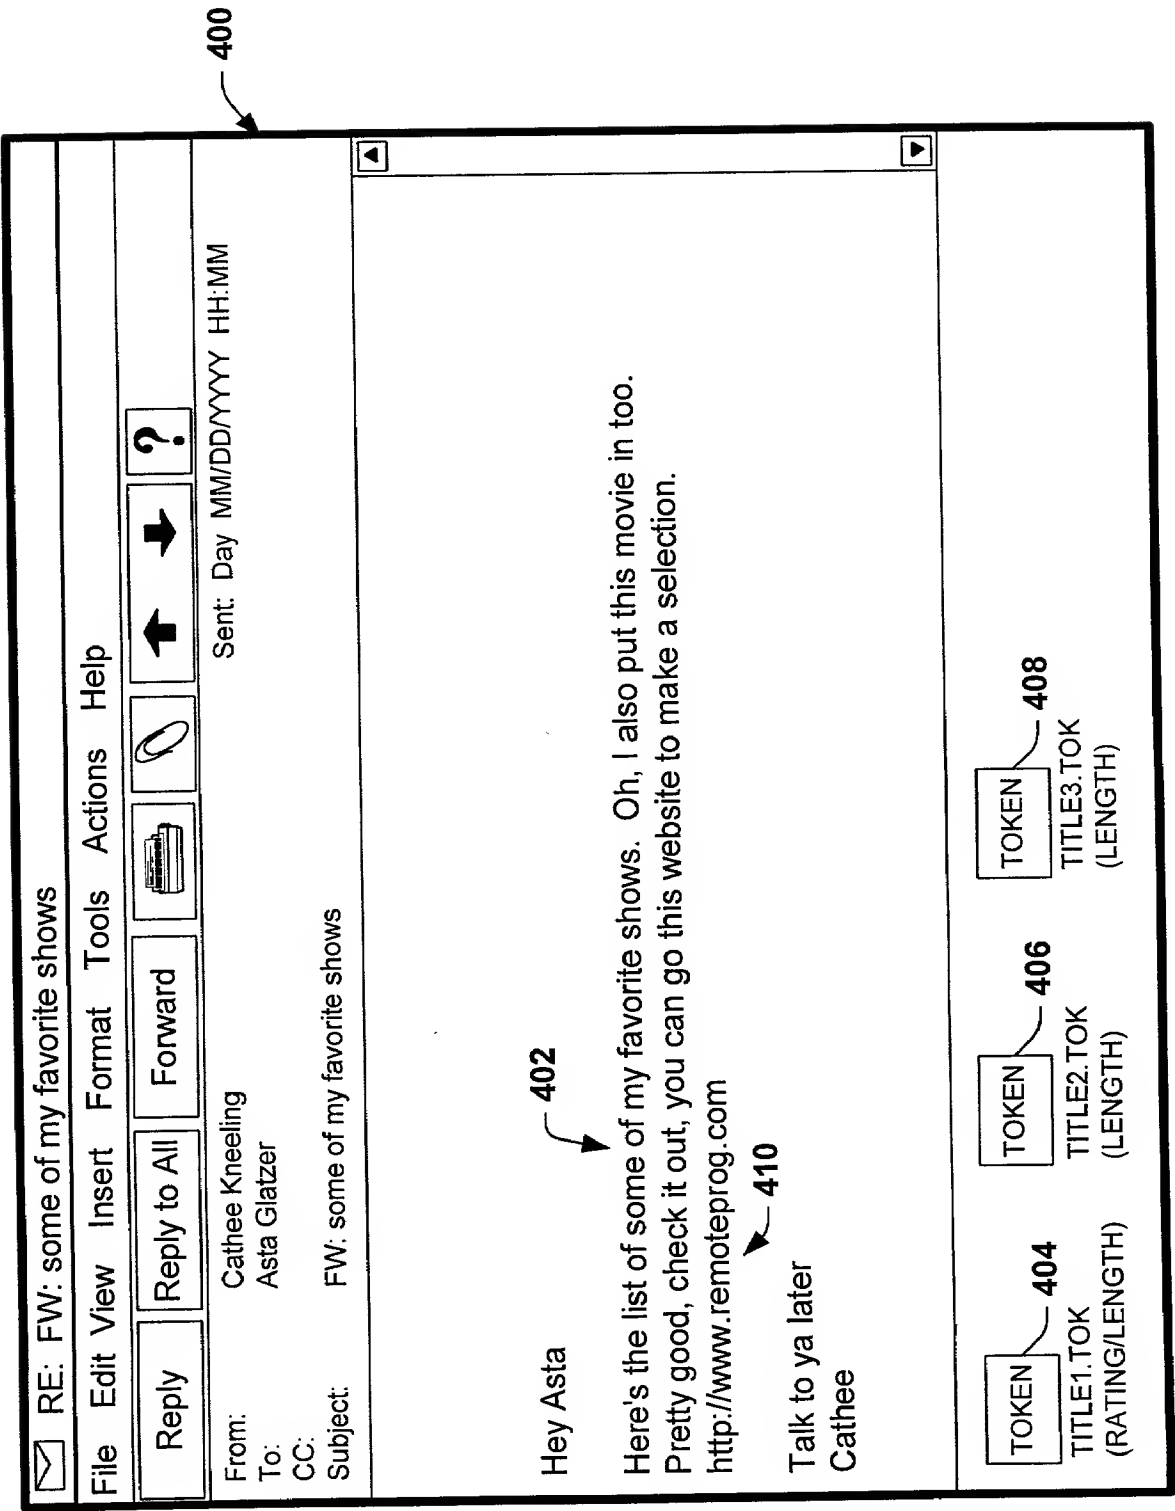 400
RE: FW: some of my favorite shows
File Edit View Insert Format Tools Actions Help
Reply Reply to All Forward ?
From: Cathee Kneeling Sent: Day MM/DD/YYYY HH:MM
To: Asta Glatzer
CC:
Subject: FW: some of my favorite shows
Hey Asta
402
Here's the list of some of my favorite shows. Oh, I also put this movie in too.
Pretty good, check it out, you can go this website to make a selection.
http://www.remoteprog.com
410
Talk to ya later
Cathee
TOKEN 404 TOKEN 406 TOKEN 408
TITLE1.TOK TITLE2.TOK TITLE3.TOK
(RATING/LENGTH) (LENGTH) (LENGTH)